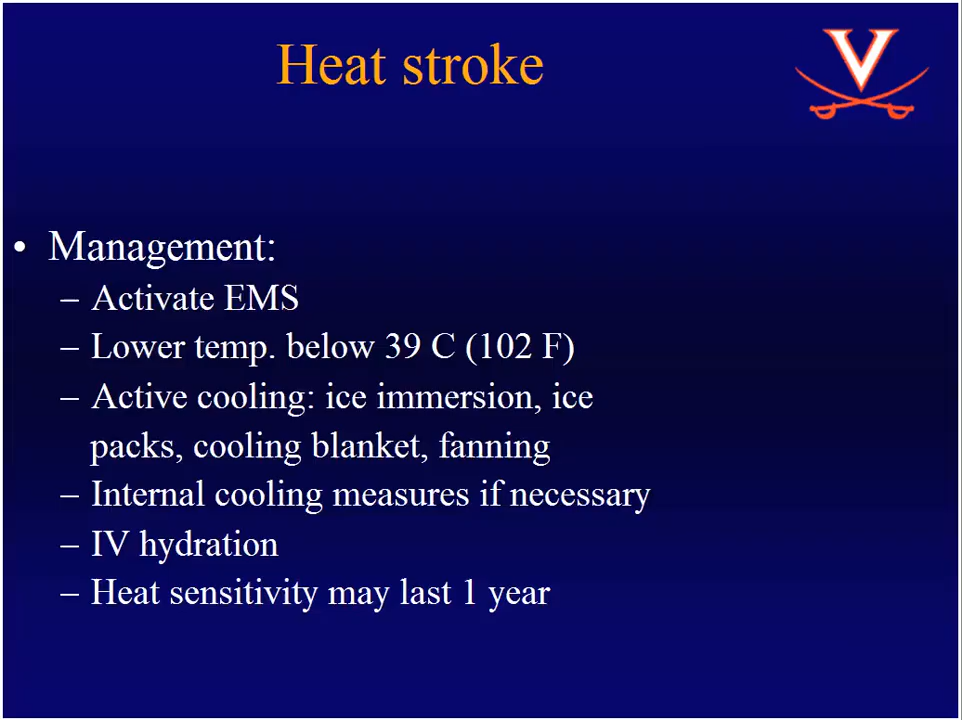 Heat stroke
V
• Management:
– Activate EMS
– Lower temp. below 39 C (102 F)
– Active cooling: ice immersion, ice
packs, cooling blanket, fanning
– Internal cooling measures if necessary
– IV hydration
– Heat sensitivity may last 1 year